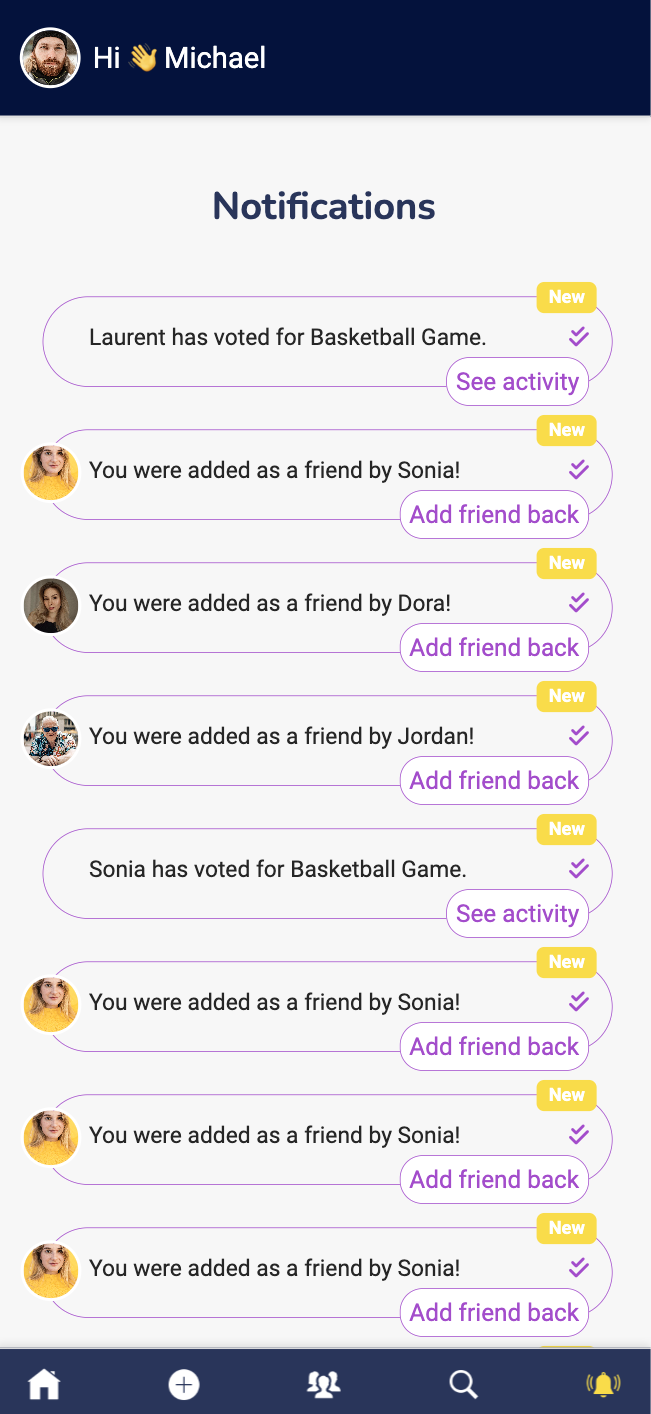 Hi 👋 Michael
Notifications
New
Laurent has voted for Basketball Game.
See activity
New
You were added as a friend by Sonia!
Add friend back
New
You were added as a friend by Dora!
Add friend back
New
You were added as a friend by Jordan!
Add friend back
New
Sonia has voted for Basketball Game.
See activity
New
You were added as a friend by Sonia!
Add friend back
New
You were added as a friend by Sonia!
Add friend back
New
You were added as a friend by Sonia!
Add friend back